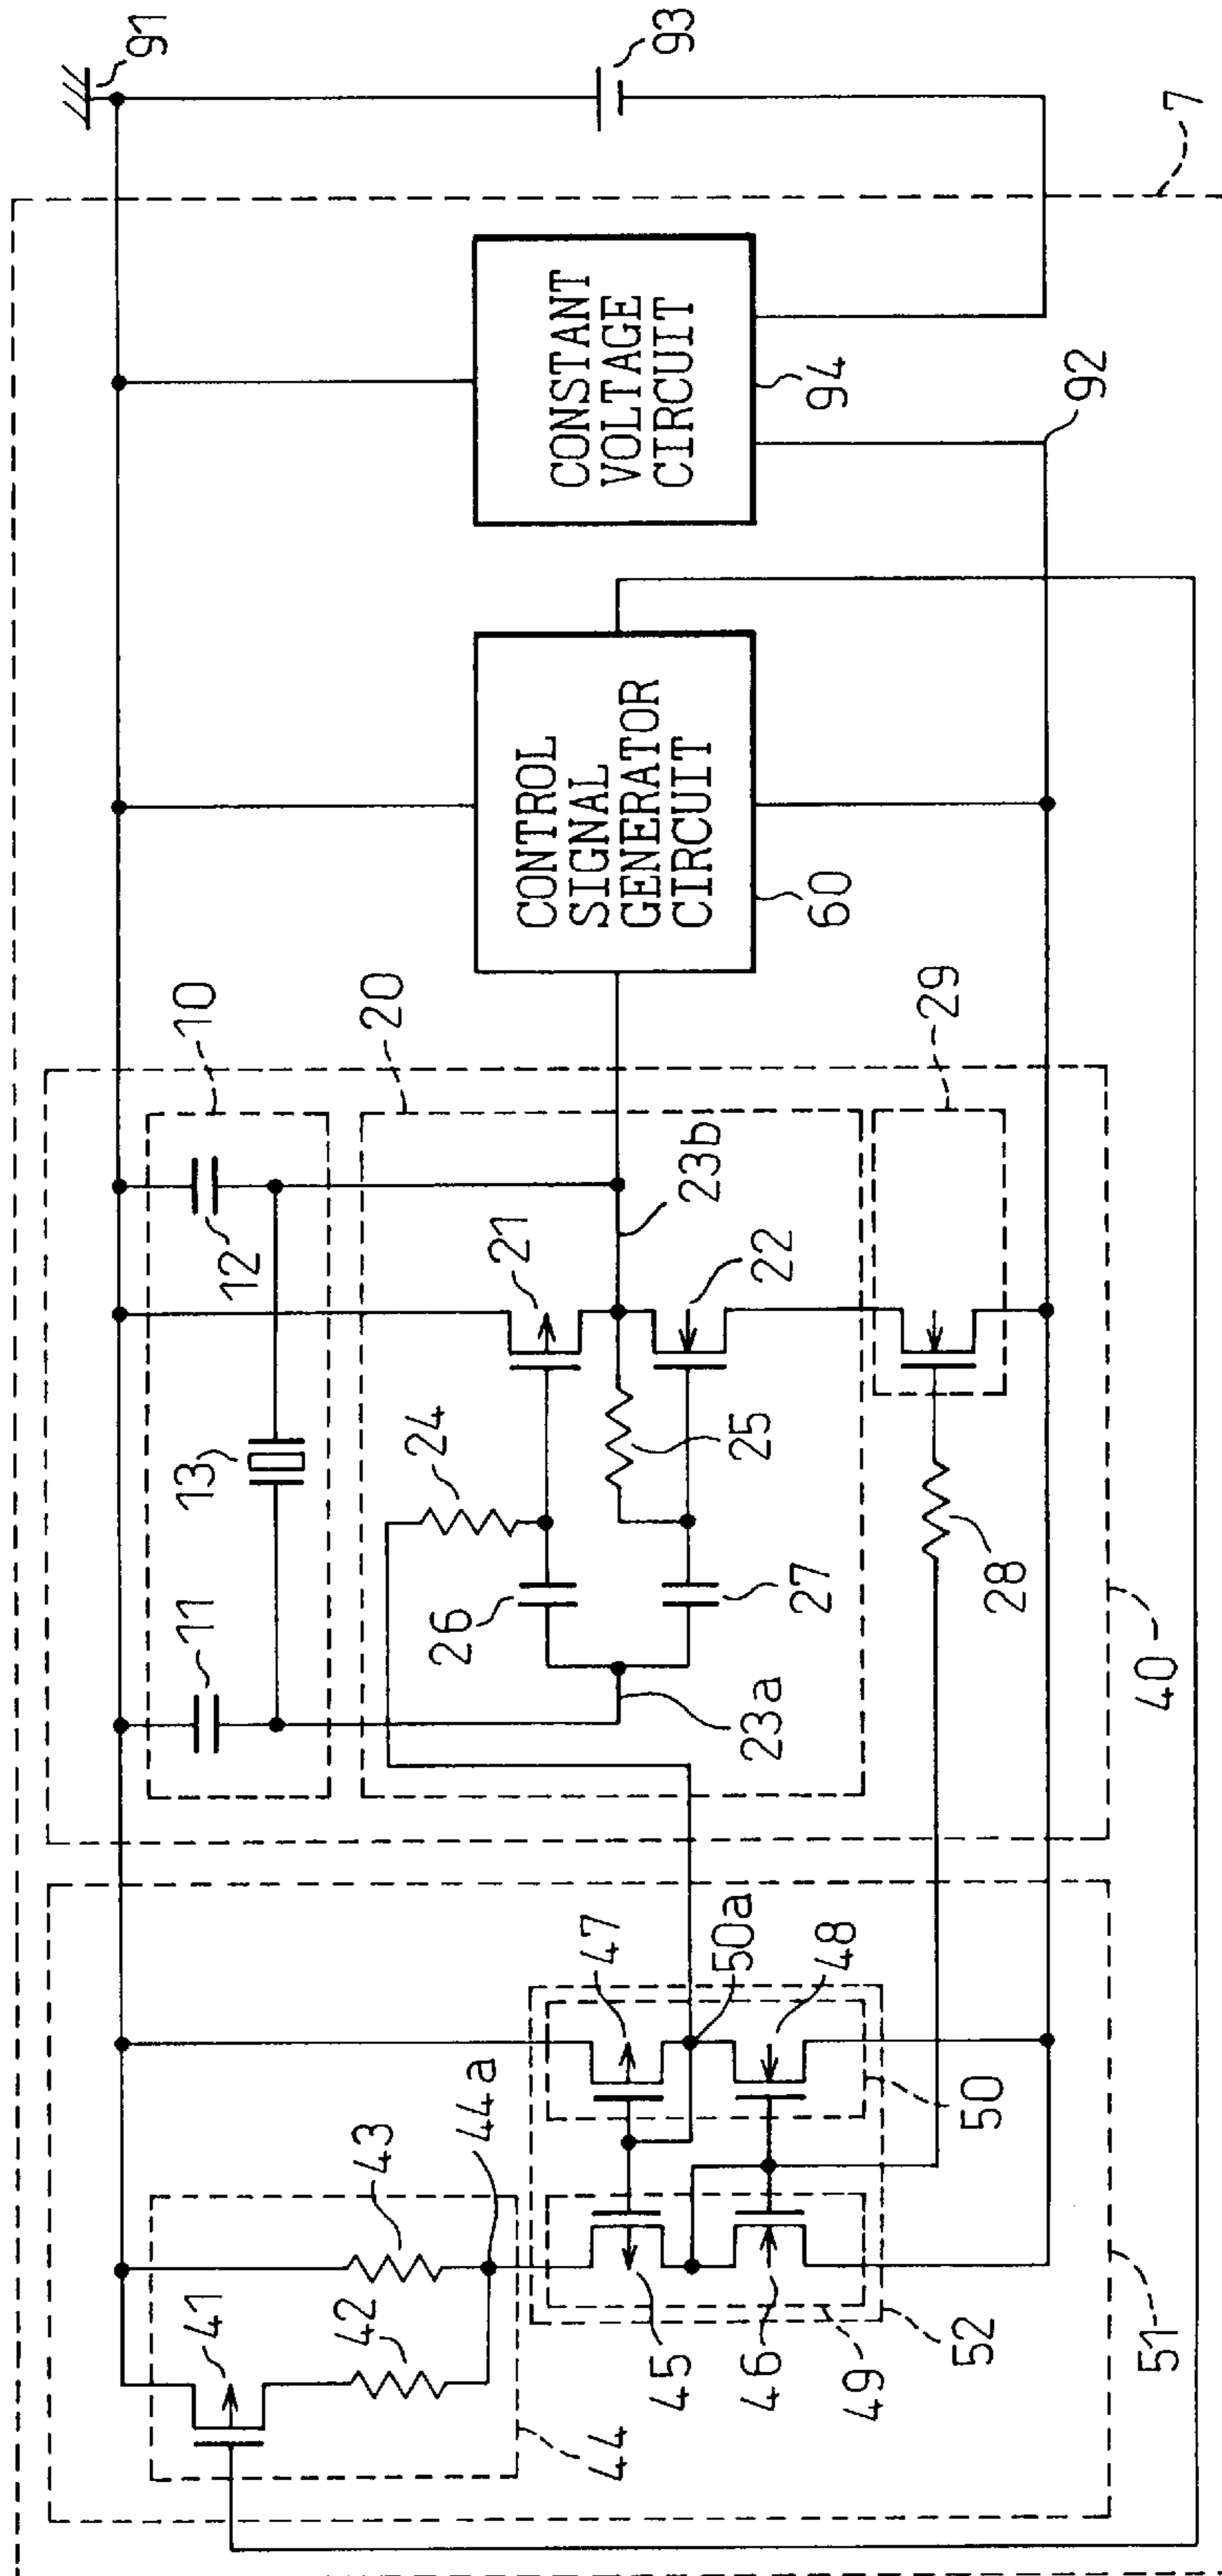 91
93
7
CONSTANT
VOLTAGE
CIRCUIT
94
92
CONTROL
SIGNAL
GENERATOR
CIRCUIT
60
10
20
29
12
23b
21
22
13
24
25
11
26
27
28
23a
40
47
50a
48
44a
50
43
41
42
45
46
49
52
51
44